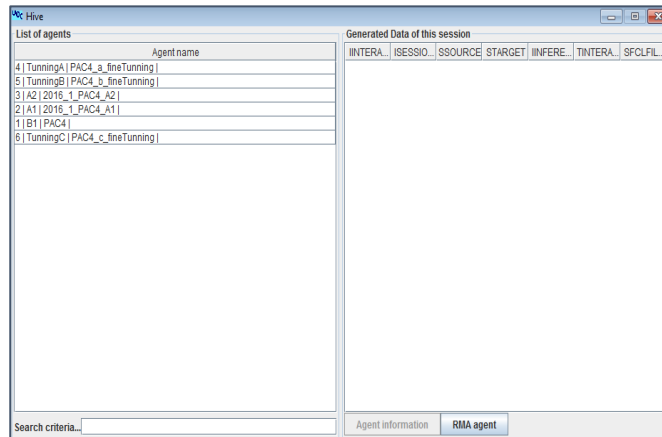 UOC Hive
List of agents
Agent name
4 | TunningA | PAC4_a_fineTunning |
5 | TunningB | PAC4_b_fineTunning |
3 | A2 | 2016_1_PAC4_A2 |
2 | A1 | 2016_1_PAC4_A1 |
1 | B1 | PAC4 |
6 | TunningC | PAC4_c_fineTunning |
Search criteria...
Generated Data of this session
IINTERA... ISESSIO... SSOURCE STARGET IINFERE... TINTERA... SFCLFIL...
Agent information RMA agent